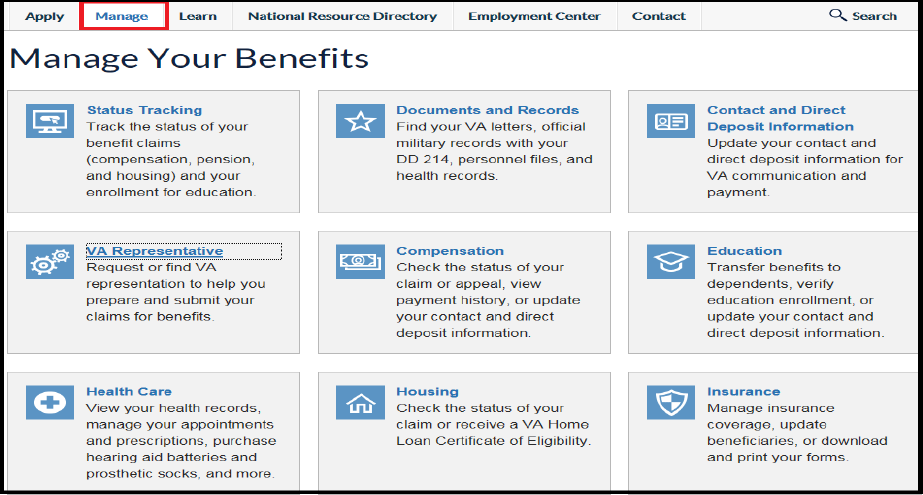 Apply Manage Learn National Resource Directory Employment Center Contact Search
Manage Your Benefits
Status Tracking
Track the status of your
benefit claims
(compensation, pension,
and housing) and your
enrollment for education.
Documents and Records
Find your VA letters, official
military records with your
DD 214, personnel files, and
health records.
Contact and Direct
Deposit Information
Update your contact and
direct deposit information for
VA communication and
payment.
VA Representative
Request or find VA
representation to help you
prepare and submit your
claims for benefits.
Compensation
Check the status of your
claim or appeal, view
payment history, or update
your contact and direct
deposit information.
Education
Transfer benefits to
dependents, verify
education enrollment, or
update your contact and
direct deposit information.
Health Care
View your health records,
manage your appointments
and prescriptions, purchase
hearing aid batteries and
prosthetic socks, and more.
Housing
Check the status of your
claim or receive a VA Home
Loan Certificate of Eligibility.
Insurance
Manage insurance
coverage, update
beneficiaries, or download
and print your forms.